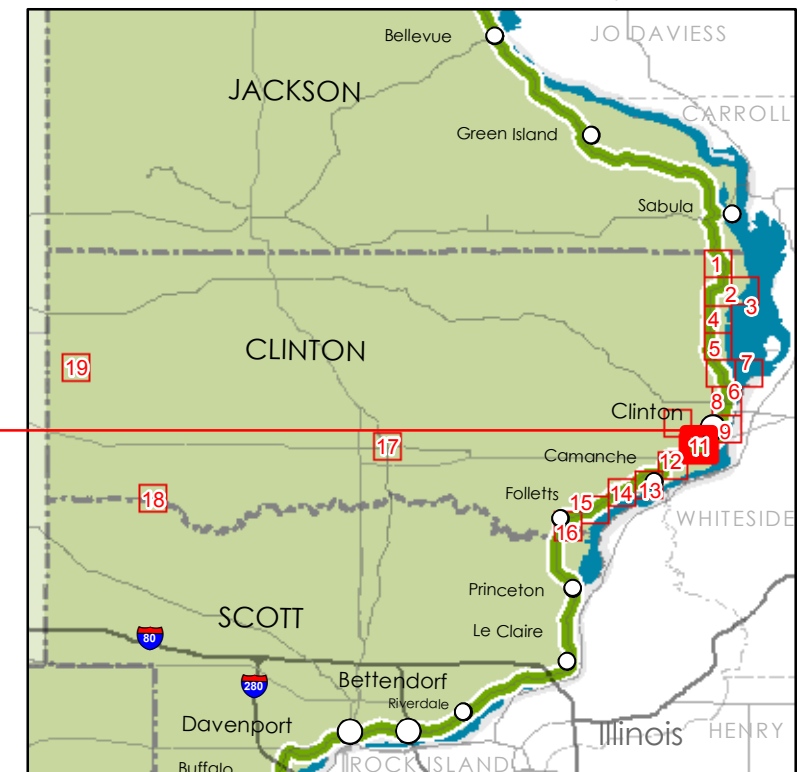 Bellevue
JO DAVIESS
JACKSON
CARROLL
Green Island
Sabula
1
2
3
4
5
CLINTON
7
19
6
8
Clinton
9
11
17
Camanche
12
13
Folletts
14
18
15
16
WHITESIDE
Princeton
SCOTT
Le Claire
80
Bettendorf
280
Riverdale
Davenport
Illinois
HENRY
ROCK ISLAND
Buffalo